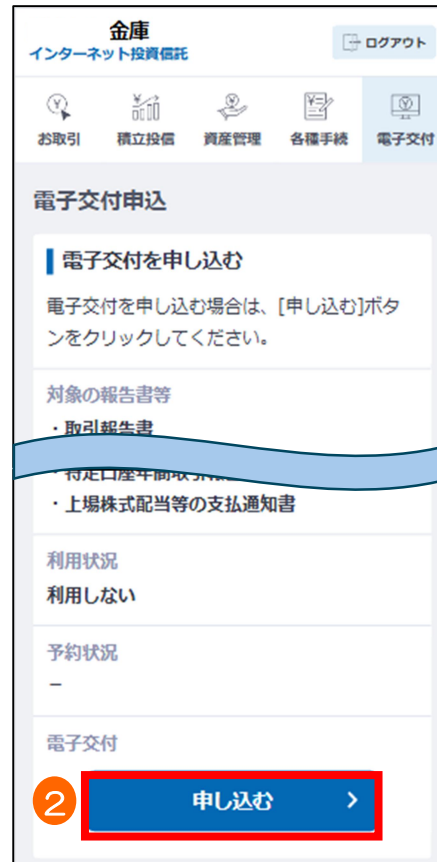 金庫
インターネット投資信託
ログアウト
お取引 積立投信 資産管理 各種手続 電子交付
電子交付申込
電子交付を申し込む
電子交付を申し込む場合は、[申し込む]ボタ
ンをクリックしてください。
対象の報告書等
・取引報告書
・上場株式配当等の支払通知書
利用状況
利用しない
予約状況
−
電子交付
2
申し込む